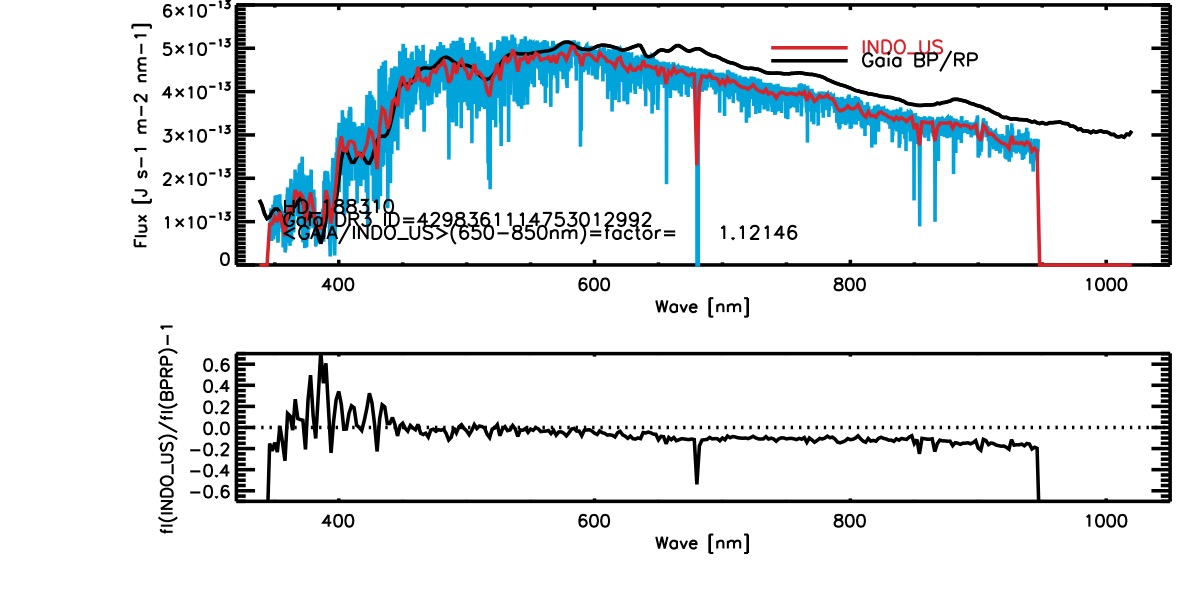 6×10−13
5×10−13
4×10−13
3×10−13
2×10−13
1×10−13
0
Flux [J s−1 m−2 nm−1]
INDO_US
Gaia BP/RP
HD_188310
Gaia DR3 ID=4298361114753012992
<GAIA/INDO_US>(650−850nm)=factor= 1.12146
400 600 800 1000
Wave [nm]
fl(INDO_US)/fl(BPRP)−1
0.6
0.4
0.2
0.0
−0.2
−0.4
−0.6
400 600 800 1000
Wave [nm]